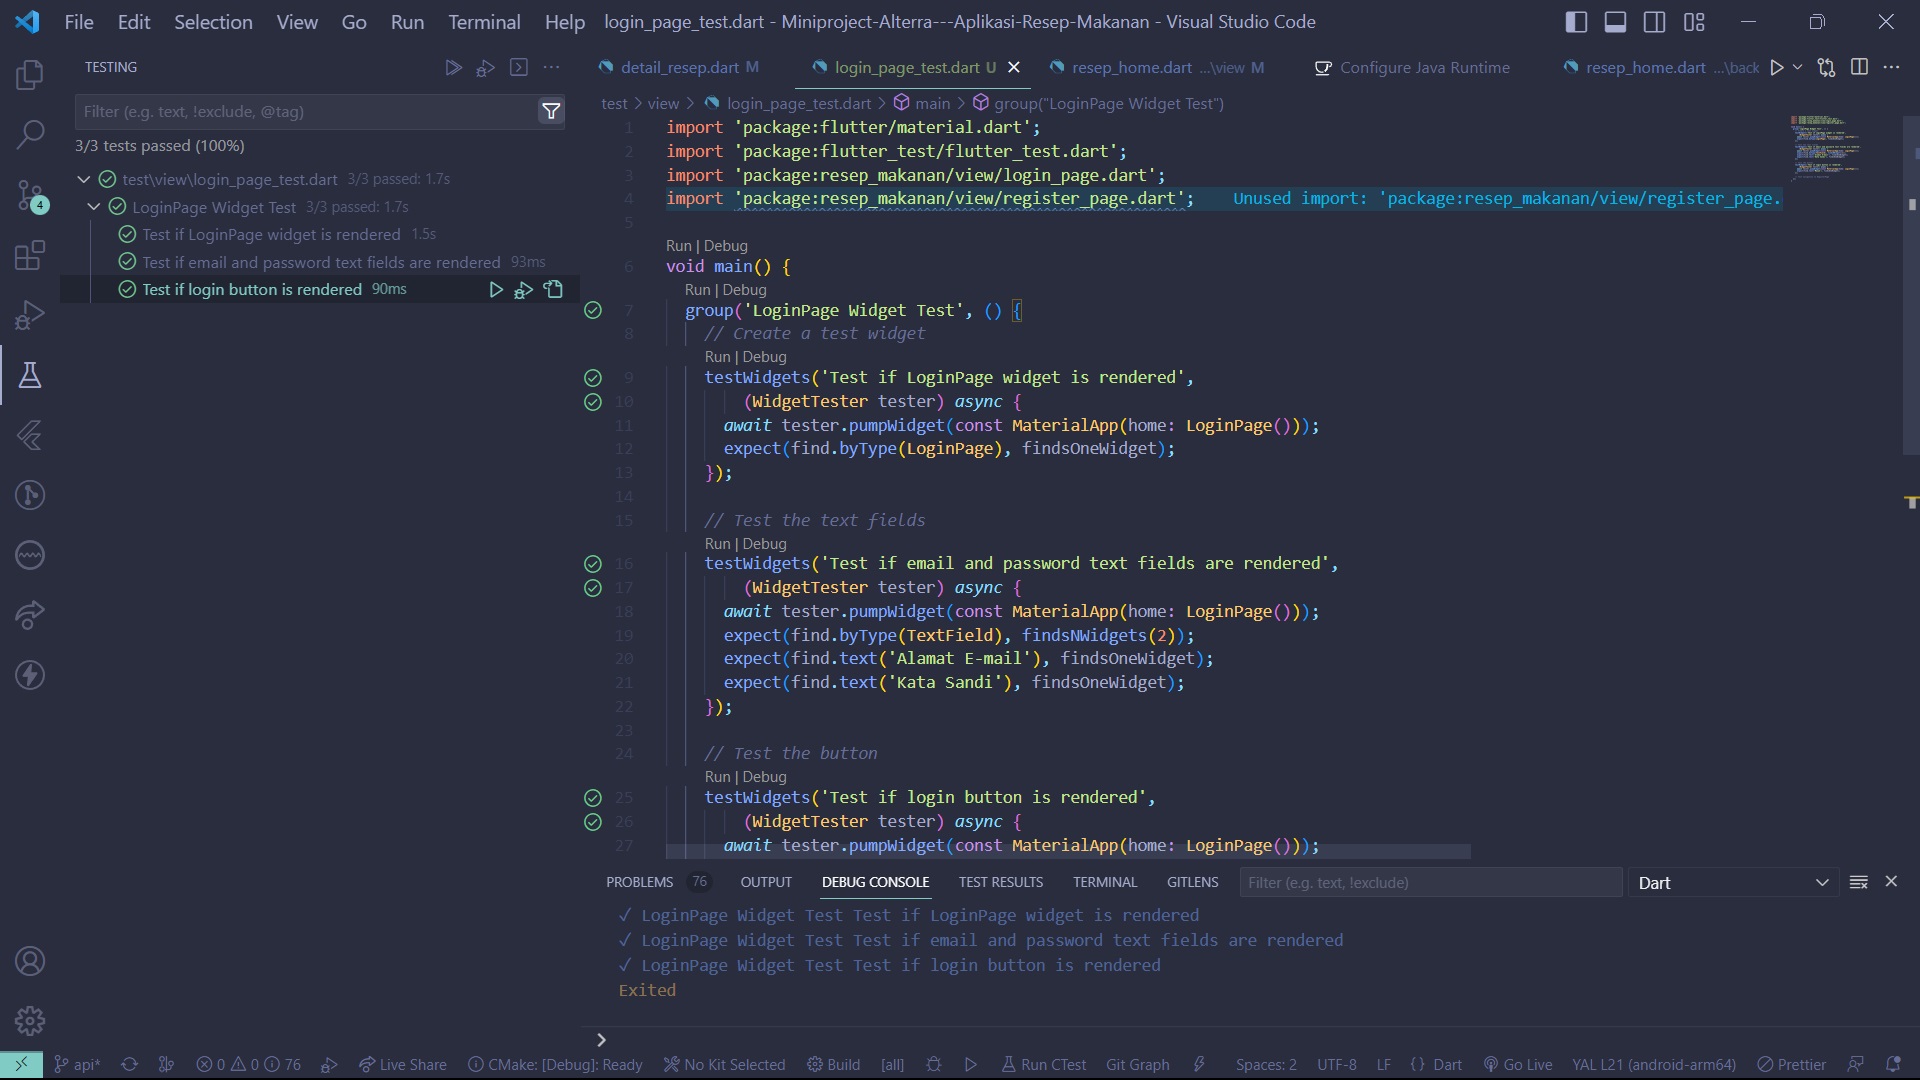 File Edit Selection View Go Run Terminal Help login_page_test.dart - Miniproject-Alterra---Aplikasi-Resep-Makanan - Visual Studio Code
TESTING
Filter (e.g. text, !exclude, @tag)
3/3 tests passed (100%)
test\view\login_page_test.dart 3/3 passed: 1.7s
LoginPage Widget Test 3/3 passed: 1.7s
Test if LoginPage widget is rendered 1.5s
Test if email and password text fields are rendered 93ms
Test if login button is rendered 90ms
4
detail_resep.dart M login_page_test.dart U resep_home.dart ...\view M Configure Java Runtime resep_home.dart ...\back
test > view > login_page_test.dart > main > group("LoginPage Widget Test")
1 import 'package:flutter/material.dart';
2 import 'package:flutter_test/flutter_test.dart';
3 import 'package:resep_makanan/view/login_page.dart';
4 import 'package:resep_makanan/view/register_page.dart'; Unused import: 'package:resep_makanan/view/register_page.
5
Run | Debug
6 void main() {
Run | Debug
7 group('LoginPage Widget Test', () {
8 // Create a test widget
Run | Debug
9 testWidgets('Test if LoginPage widget is rendered',
10 (WidgetTester tester) async {
11 await tester.pumpWidget(const MaterialApp(home: LoginPage()));
12 expect(find.byType(LoginPage), findsOneWidget);
13 });
14
15 // Test the text fields
Run | Debug
16 testWidgets('Test if email and password text fields are rendered',
17 (WidgetTester tester) async {
18 await tester.pumpWidget(const MaterialApp(home: LoginPage()));
19 expect(find.byType(TextField), findsNWidgets(2));
20 expect(find.text('Alamat E-mail'), findsOneWidget);
21 expect(find.text('Kata Sandi'), findsOneWidget);
22 });
23
24 // Test the button
Run | Debug
25 testWidgets('Test if login button is rendered',
26 (WidgetTester tester) async {
27 await tester.pumpWidget(const MaterialApp(home: LoginPage()));
PROBLEMS 76 OUTPUT DEBUG CONSOLE TEST RESULTS TERMINAL GITLENS Filter (e.g. text, !exclude) Dart
✓ LoginPage Widget Test Test if LoginPage widget is rendered
✓ LoginPage Widget Test Test if email and password text fields are rendered
✓ LoginPage Widget Test Test if login button is rendered
Exited
api* 0 0 76 Live Share CMake: [Debug]: Ready No Kit Selected Build [all] Run CTest Git Graph Spaces: 2 UTF-8 LF {} Dart Go Live YAL L21 (android-arm64) Prettier